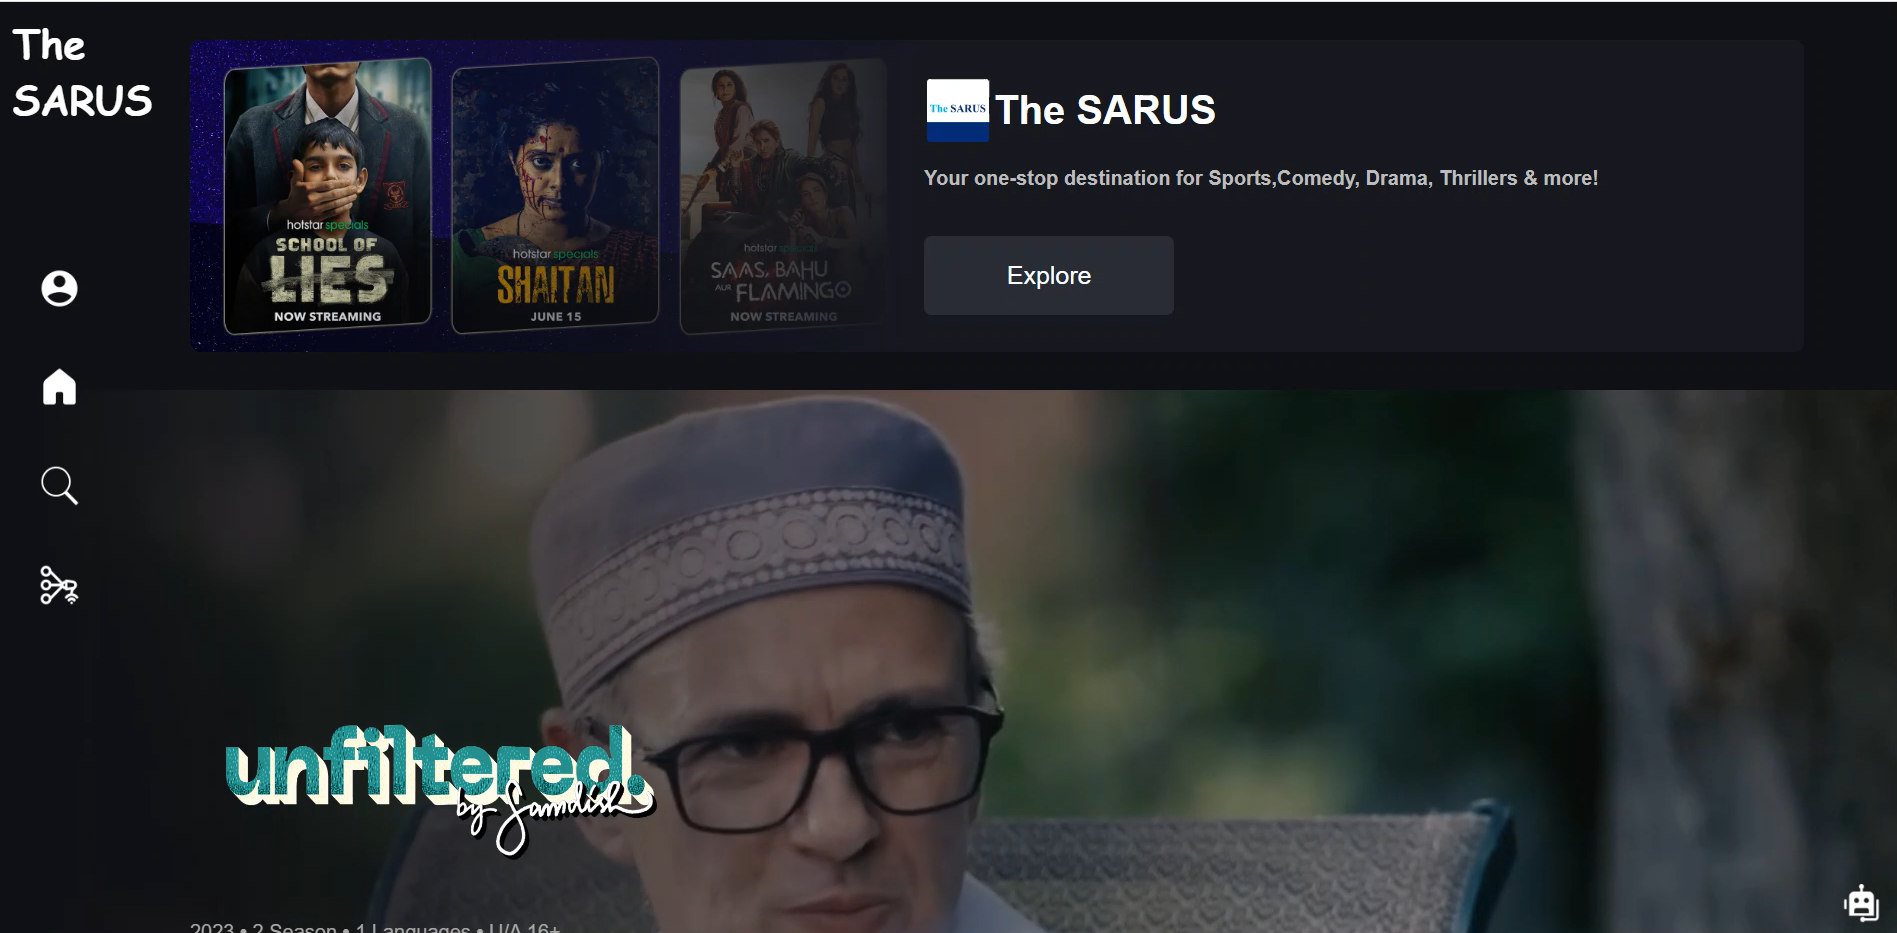 The
SARUS
hotstar specials
SCHOOL OF
LIES
NOW STREAMING
hotstar specials
SHAITAN
JUNE 15
hotstar specials
SAAS, BAHU
AUR FLAMINGO
NOW STREAMING
The SARUS
The SARUS
Your one-stop destination for Sports,Comedy, Drama, Thrillers & more!
Explore
unfiltered.
by Samdish
2023 • 2 Season • 1 Languages • U/A 16+